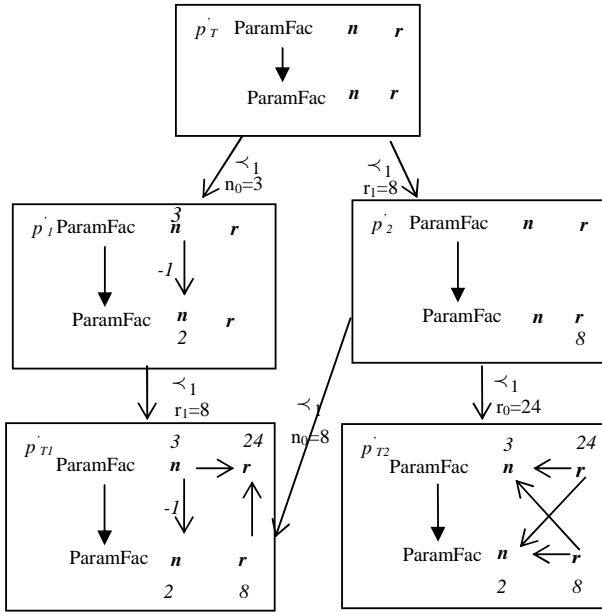 p'T ParamFac n r
ParamFac n r
≺1
n0=3
≺1
r1=8
3
p'1 ParamFac n r
-1
ParamFac n r
2
p'2 ParamFac n r
ParamFac n r
8
≺1
r1=8
≺1
n0=8
≺1
r0=24
3 24
p'T1
ParamFac n r
-1
ParamFac n r
2 8
3 24
p'T2
ParamFac n r
ParamFac n r
2 8